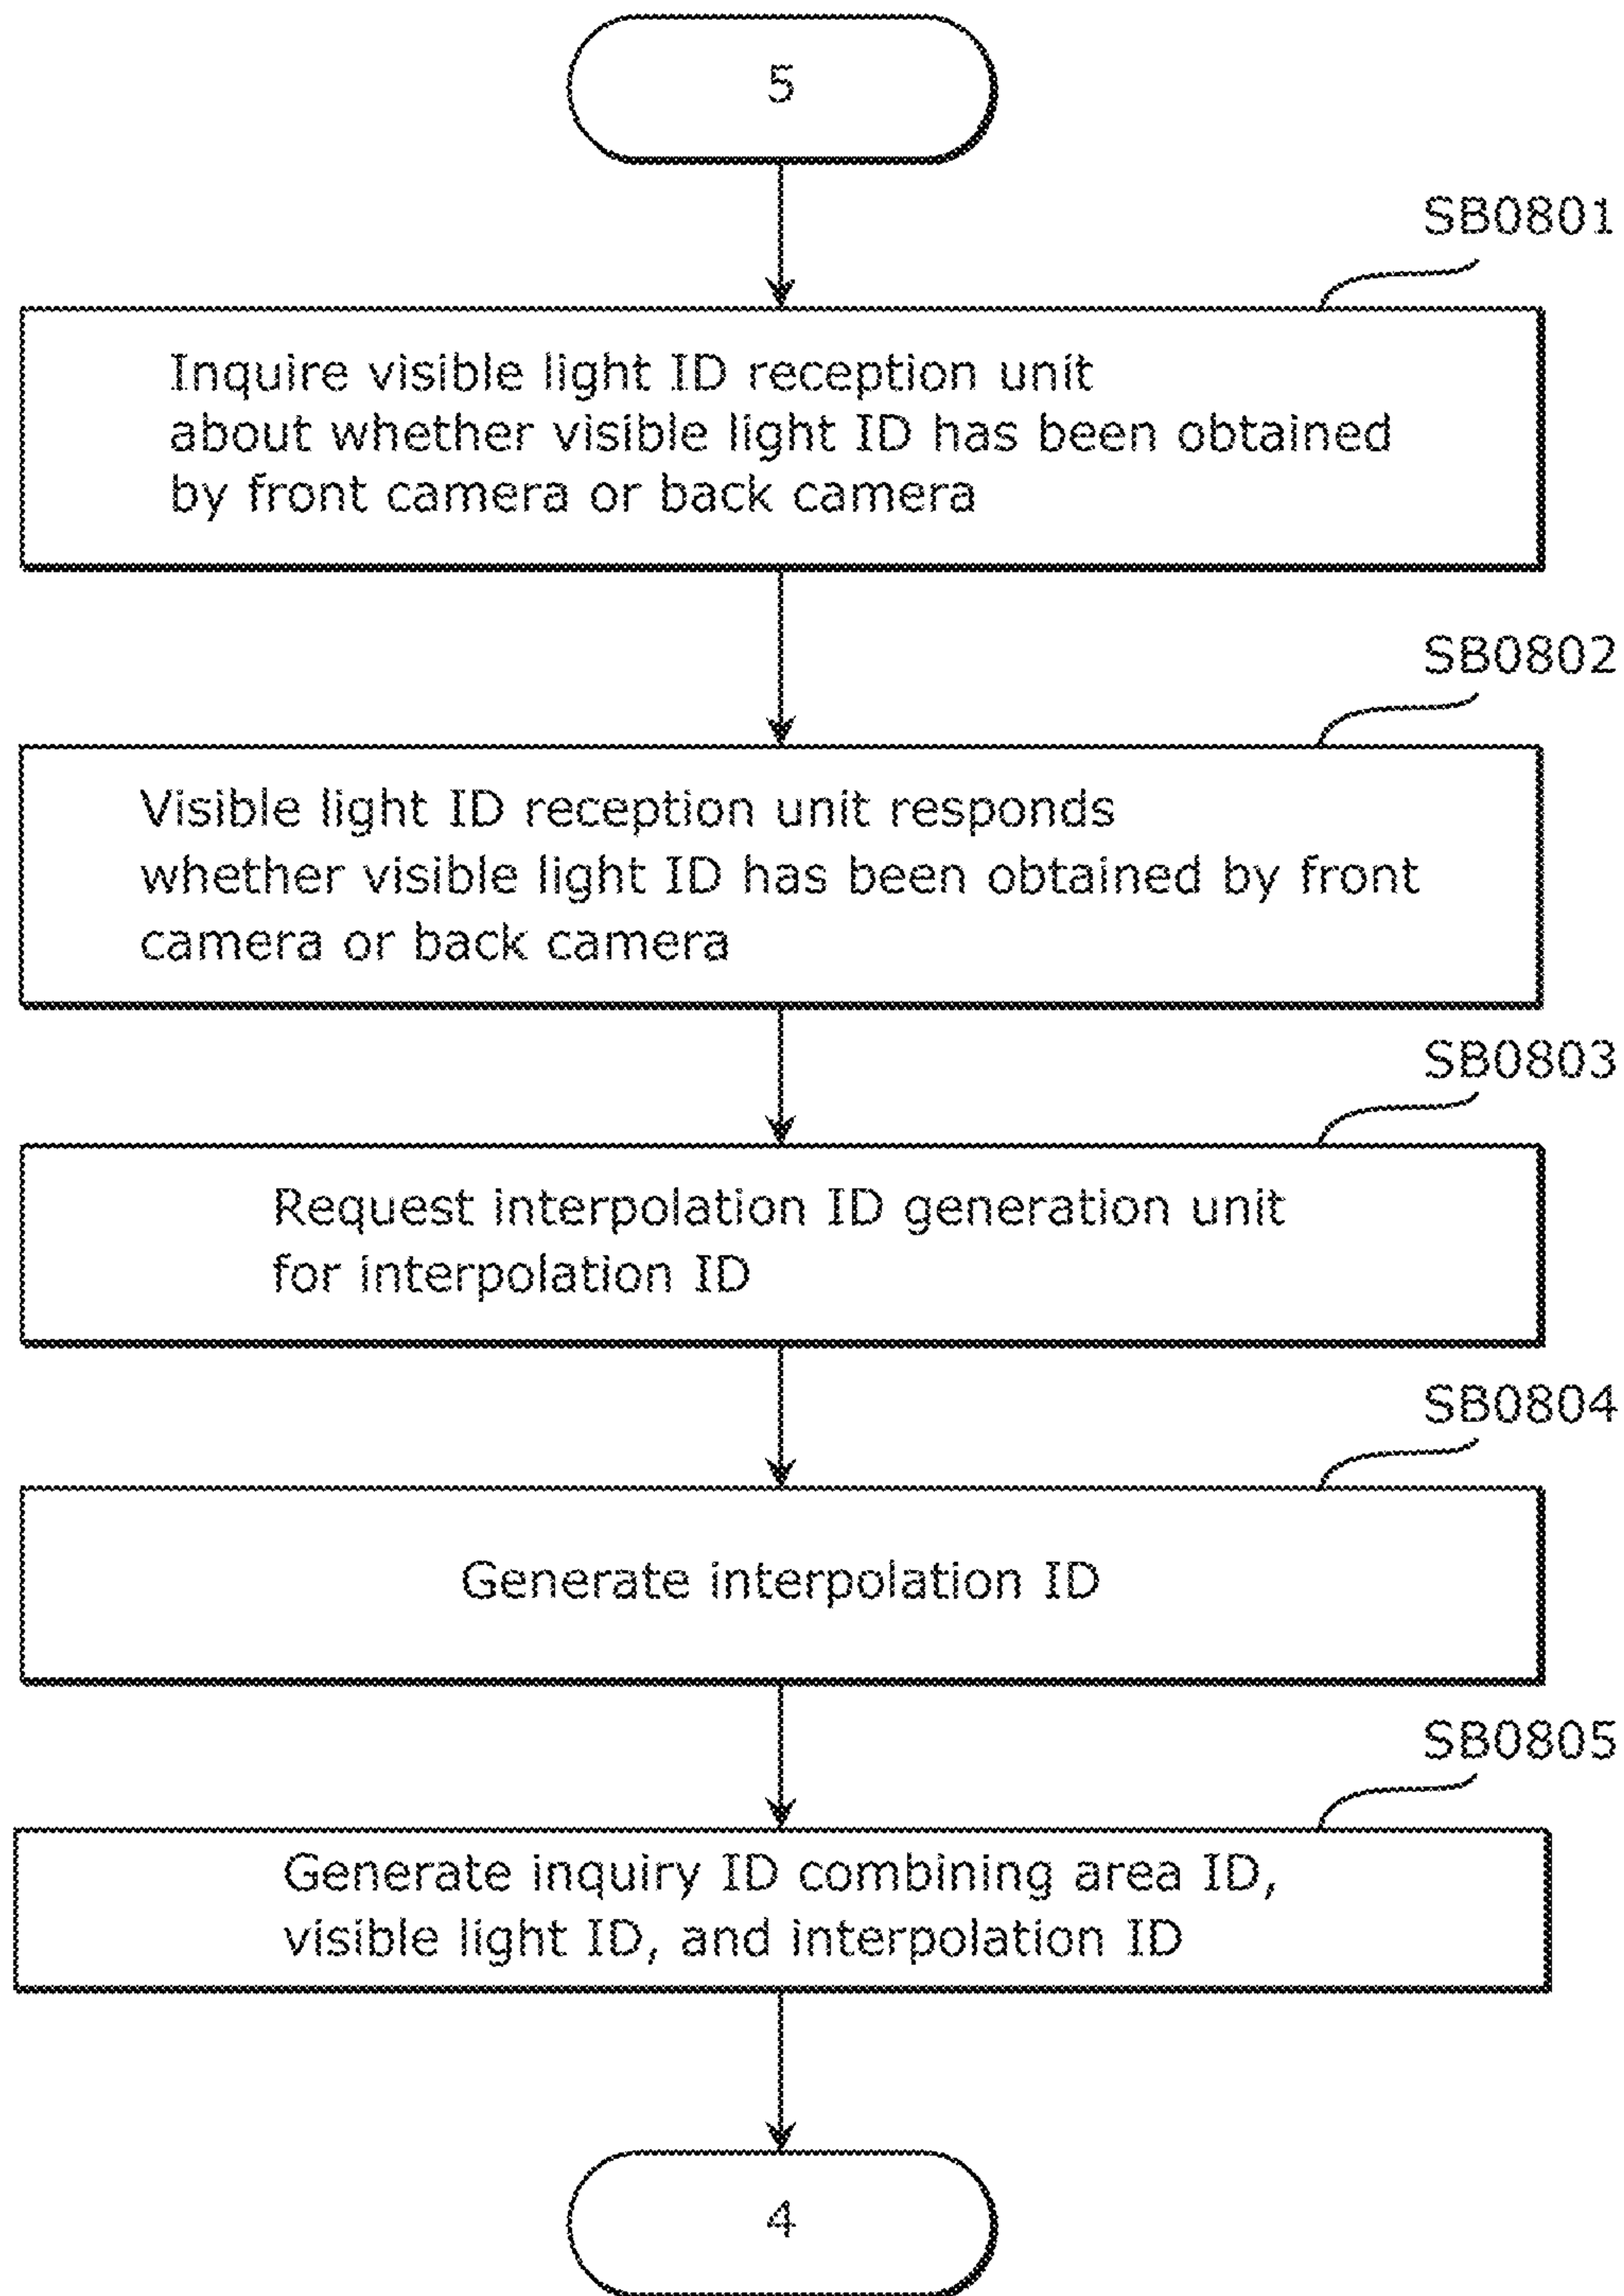 5
SB0801
Inquire visible light ID reception unit
about whether visible light ID has been obtained
by front camera or back camera
SB0802
Visible light ID reception unit responds
whether visible light ID has been obtained by front
camera or back camera
SB0803
Request interpolation ID generation unit
for interpolation ID
SB0804
Generate interpolation ID
SB0805
Generate inquiry ID combining area ID,
visible light ID, and interpolation ID
4